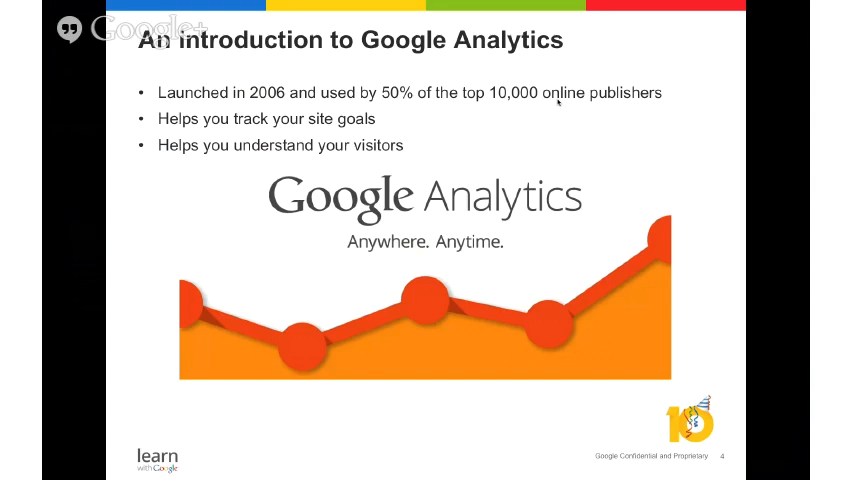 Google+
An introduction to Google Analytics
• Launched in 2006 and used by 50% of the top 10,000 online publishers
• Helps you track your site goals
• Helps you understand your visitors
Google Analytics
Anywhere. Anytime.
10
learn
with Google
Google Confidential and Proprietary 4